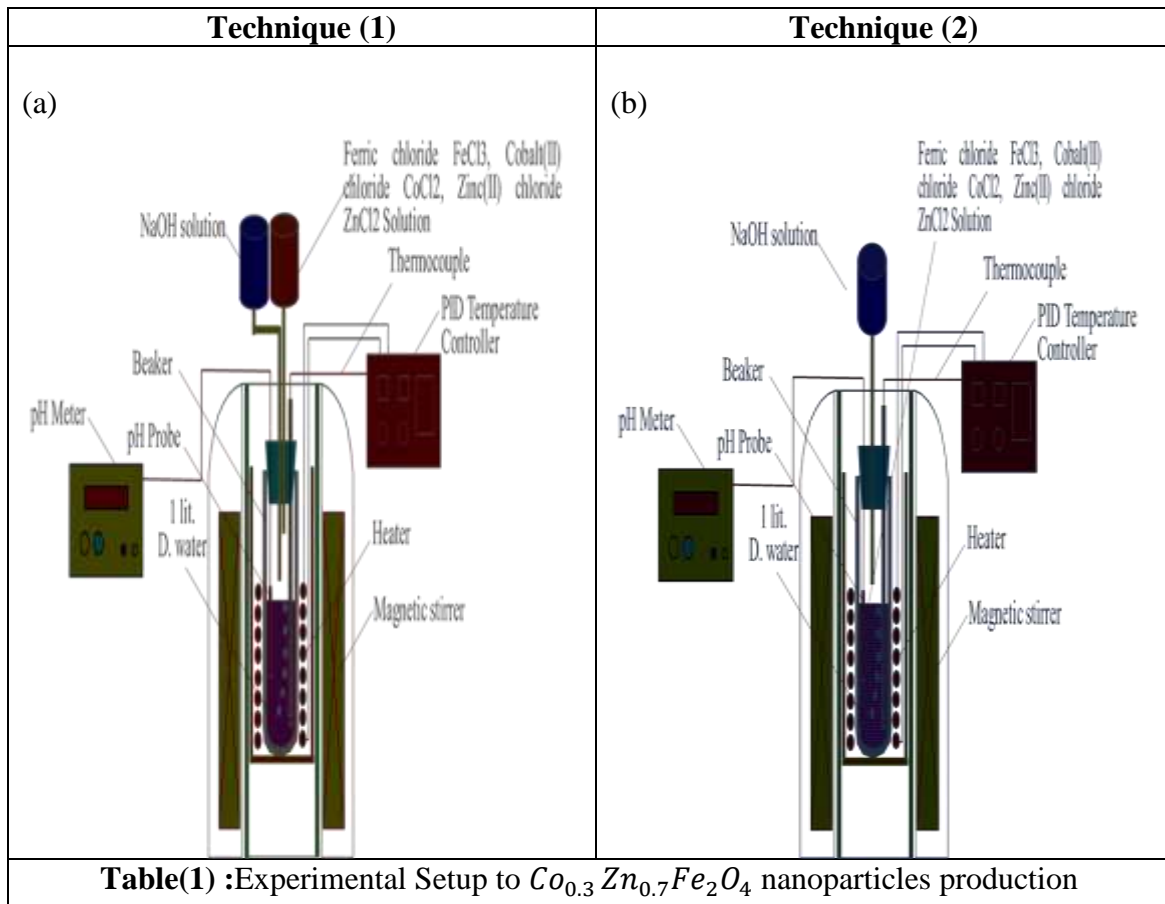 Technique (1)
Technique (2)
(a)
Ferric chloride FeCl3, Cobalt(II)
chloride CoCl2, Zinc(II) chloride
ZnCl2 Solution
NaOH solution
Thermocouple
PID Temperature
Controller
Beaker
pH Meter
pH Probe
1 lit.
D. water
Heater
Magnetic stirrer
(b)
Ferric chloride FeCl3, Cobalt(II)
chloride CoCl2, Zinc(II) chloride
ZnCl2 Solution
NaOH solution
Thermocouple
PID Temperature
Controller
Beaker
pH Meter
pH Probe
1 lit.
D. water
Heater
Magnetic stirrer
Table(1) :Experimental Setup to Co0.3 Zn0.7Fe2O4 nanoparticles production